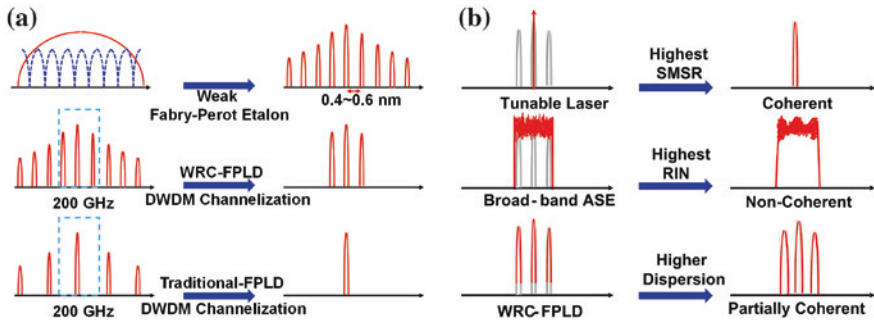 (a)
Weak
Fabry-Perot Etalon
0.4~0.6 nm
WRC-FPLD
DWDM Channelization
200 GHz
Traditional-FPLD
DWDM Channelization
200 GHz
(b)
Tunable Laser
Highest
SMSR
Coherent
Broad-band ASE
Highest
RIN
Non-Coherent
WRC-FPLD
Higher
Dispersion
Partially Coherent